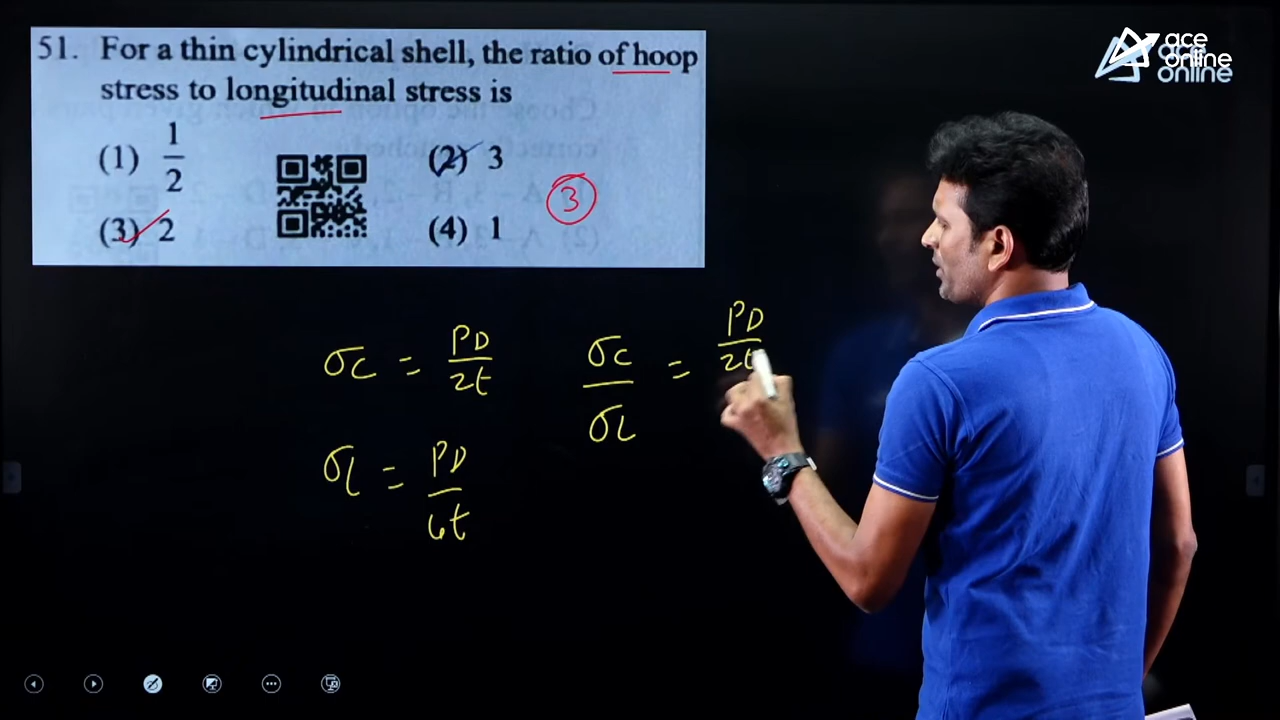 51. For a thin cylindrical shell, the ratio of hoop
stress to longitudinal stress is
(1) 1/2
(2) 3
(3) 2
(4) 1
3
σc = PD/2t
σc/σL = PD/2t
σL = PD/4t
ace
online